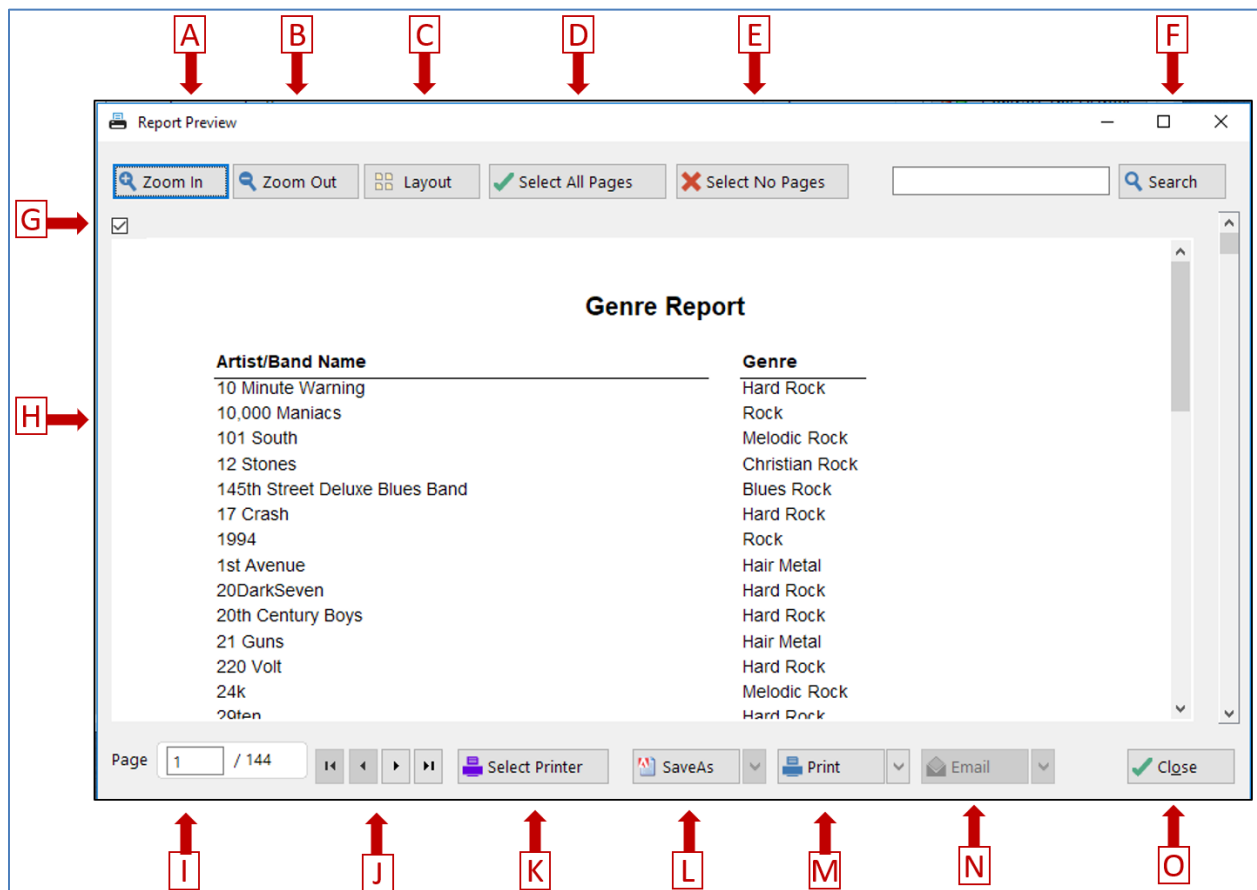 A B C D E F
Report Preview
Zoom In Zoom Out Layout Select All Pages Select No Pages Search
G
Genre Report
Artist/Band Name Genre
10 Minute Warning Hard Rock
10,000 Maniacs Rock
H
101 South Melodic Rock
12 Stones Christian Rock
145th Street Deluxe Blues Band Blues Rock
17 Crash Hard Rock
1994 Rock
1st Avenue Hair Metal
20DarkSeven Hard Rock
20th Century Boys Hard Rock
21 Guns Hair Metal
220 Volt Hard Rock
24k Melodic Rock
29ten Hard Rock
Page 1 / 144 Select Printer SaveAs Print Email Close
I J K L M N O